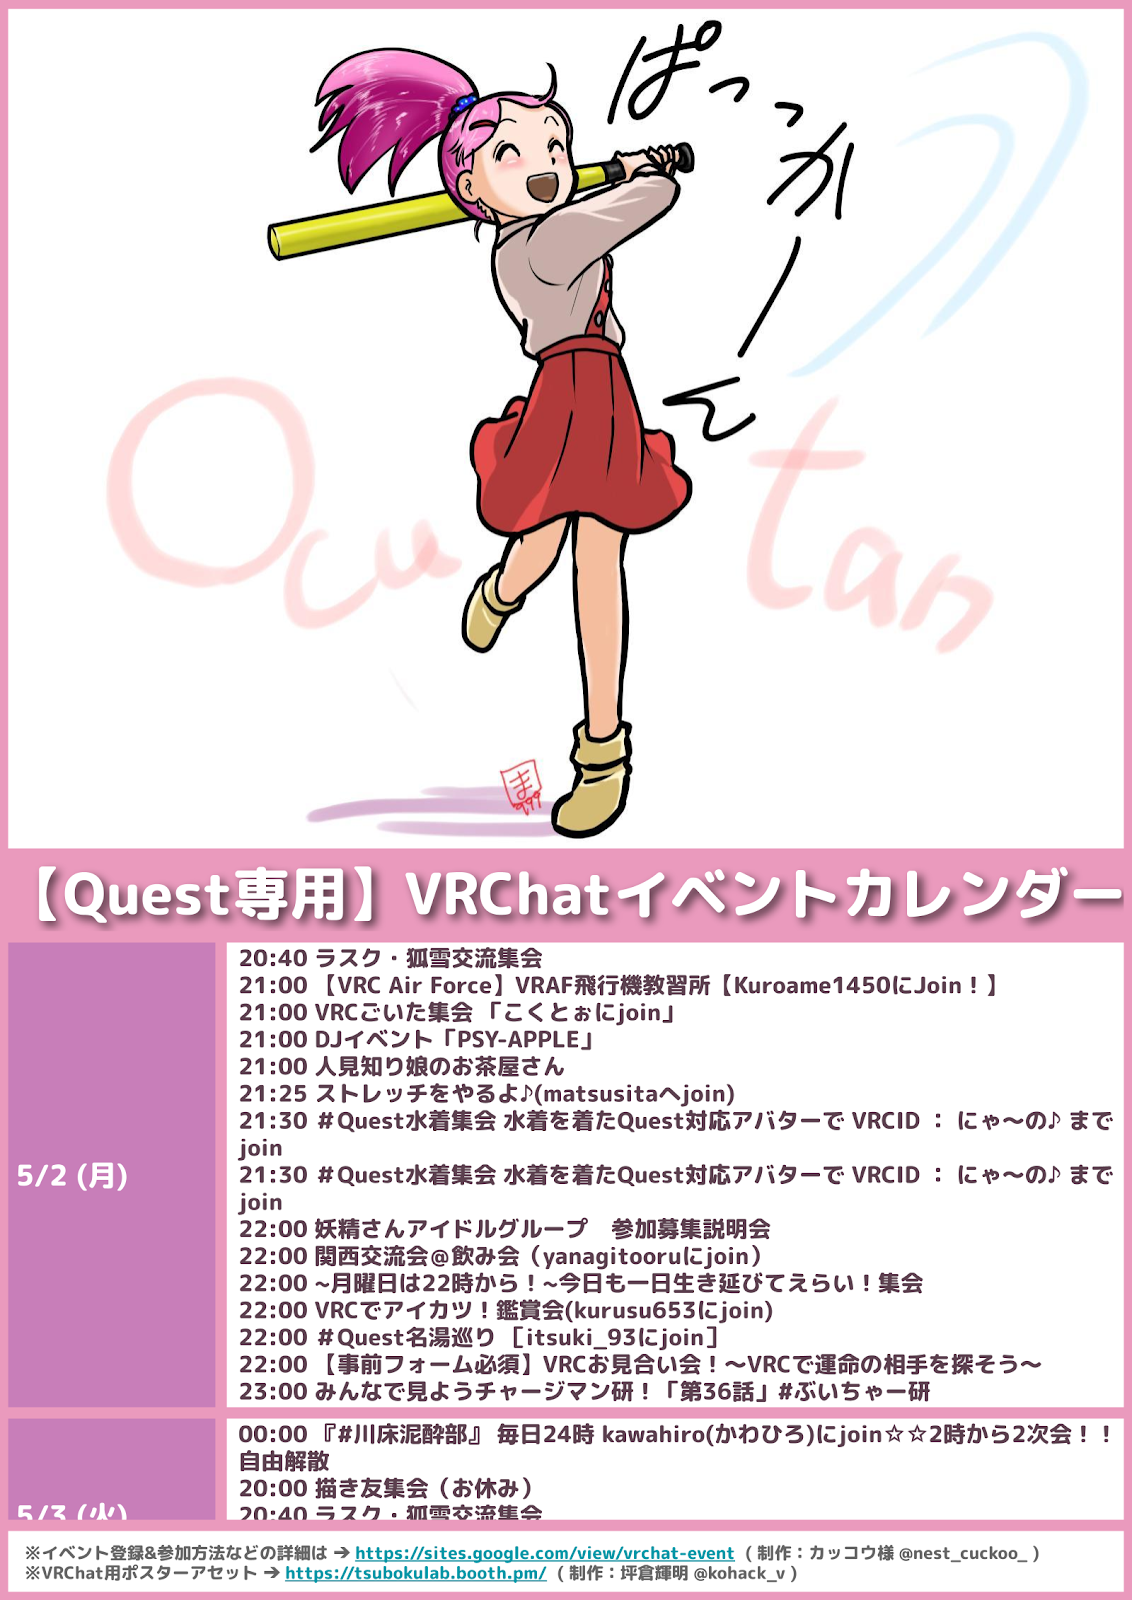 ぱっっかーん
Ocutan
ま
999
【Quest専用】VRChatイベントカレンダー
5/2 (月)
20:40 ラスク・狐雪交流集会
21:00 【VRC Air Force】VRAF飛行機教習所【Kuroame1450にJoin！】
21:00 VRCごいた集会 「こくとぉにjoin」
21:00 DJイベント「PSY-APPLE」
21:00 人見知り娘のお茶屋さん
21:25 ストレッチをやるよ♪(matsusitaへjoin)
21:30 ＃Quest水着集会 水着を着たQuest対応アバターで VRCID ： にゃ～の♪ まで
join
21:30 ＃Quest水着集会 水着を着たQuest対応アバターで VRCID ： にゃ～の♪ まで
join
22:00 妖精さんアイドルグループ　参加募集説明会
22:00 関西交流会＠飲み会（yanagitooruにjoin）
22:00 ~月曜日は22時から！~今日も一日生き延びてえらい！集会
22:00 VRCでアイカツ！鑑賞会(kurusu653にjoin)
22:00 ＃Quest名湯巡り ［itsuki_93にjoin］
22:00 【事前フォーム必須】VRCお見合い会！～VRCで運命の相手を探そう～
23:00 みんなで見ようチャージマン研！「第36話」#ぶいちゃー研
5/3 (火)
00:00 『#川床泥酔部』 毎日24時 kawahiro(かわひろ)にjoin☆☆2時から2次会！！
自由解散
20:00 描き友集会（お休み）
20:40 ラスク・狐雪交流集会
※イベント登録&参加方法などの詳細は ➔ https://sites.google.com/view/vrchat-event （ 制作：カッコウ様 @nest_cuckoo_ ）
※VRChat用ポスターアセット ➔ https://tsubokulab.booth.pm/ （ 制作：坪倉輝明 @kohack_v ）